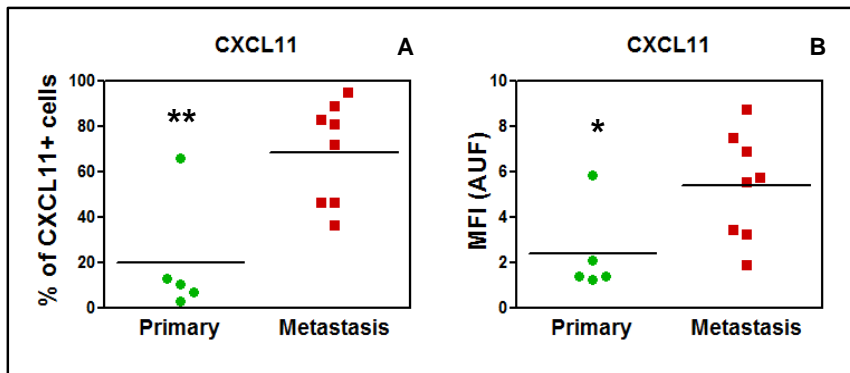 CXCL11 A
% of CXCL11+ cells
100
80
60
40
20
0
**
Primary Metastasis
CXCL11 B
MFI (AUF)
10
8
6
4
2
0
*
Primary Metastasis